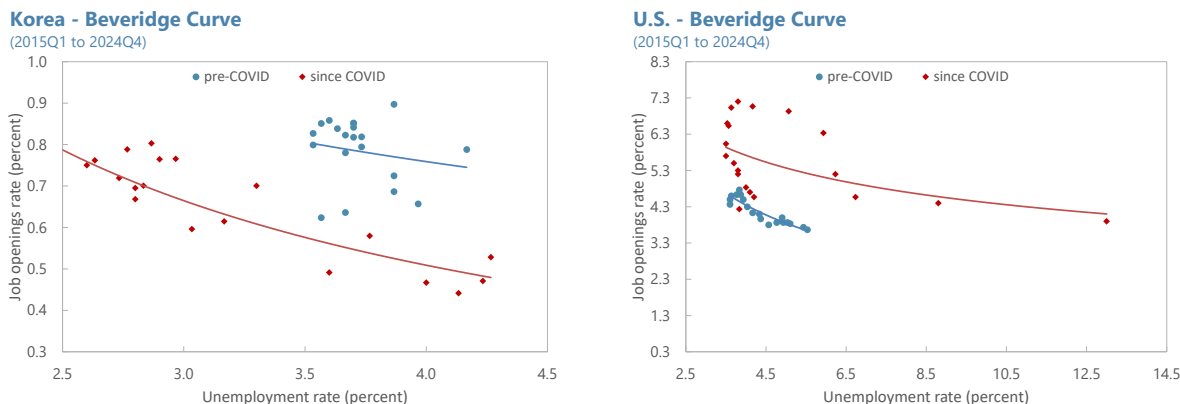 Korea - Beveridge Curve
(2015Q1 to 2024Q4)
pre-COVID
since COVID
Job openings rate (percent)
1.0
0.9
0.8
0.7
0.6
0.5
0.4
0.3
2.5
3.0
3.5
4.0
4.5
Unemployment rate (percent)
U.S. - Beveridge Curve
(2015Q1 to 2024Q4)
pre-COVID
since COVID
Job openings rate (percent)
8.3
7.3
6.3
5.3
4.3
3.3
2.3
1.3
0.3
2.5
4.5
6.5
8.5
10.5
12.5
14.5
Unemployment rate (percent)